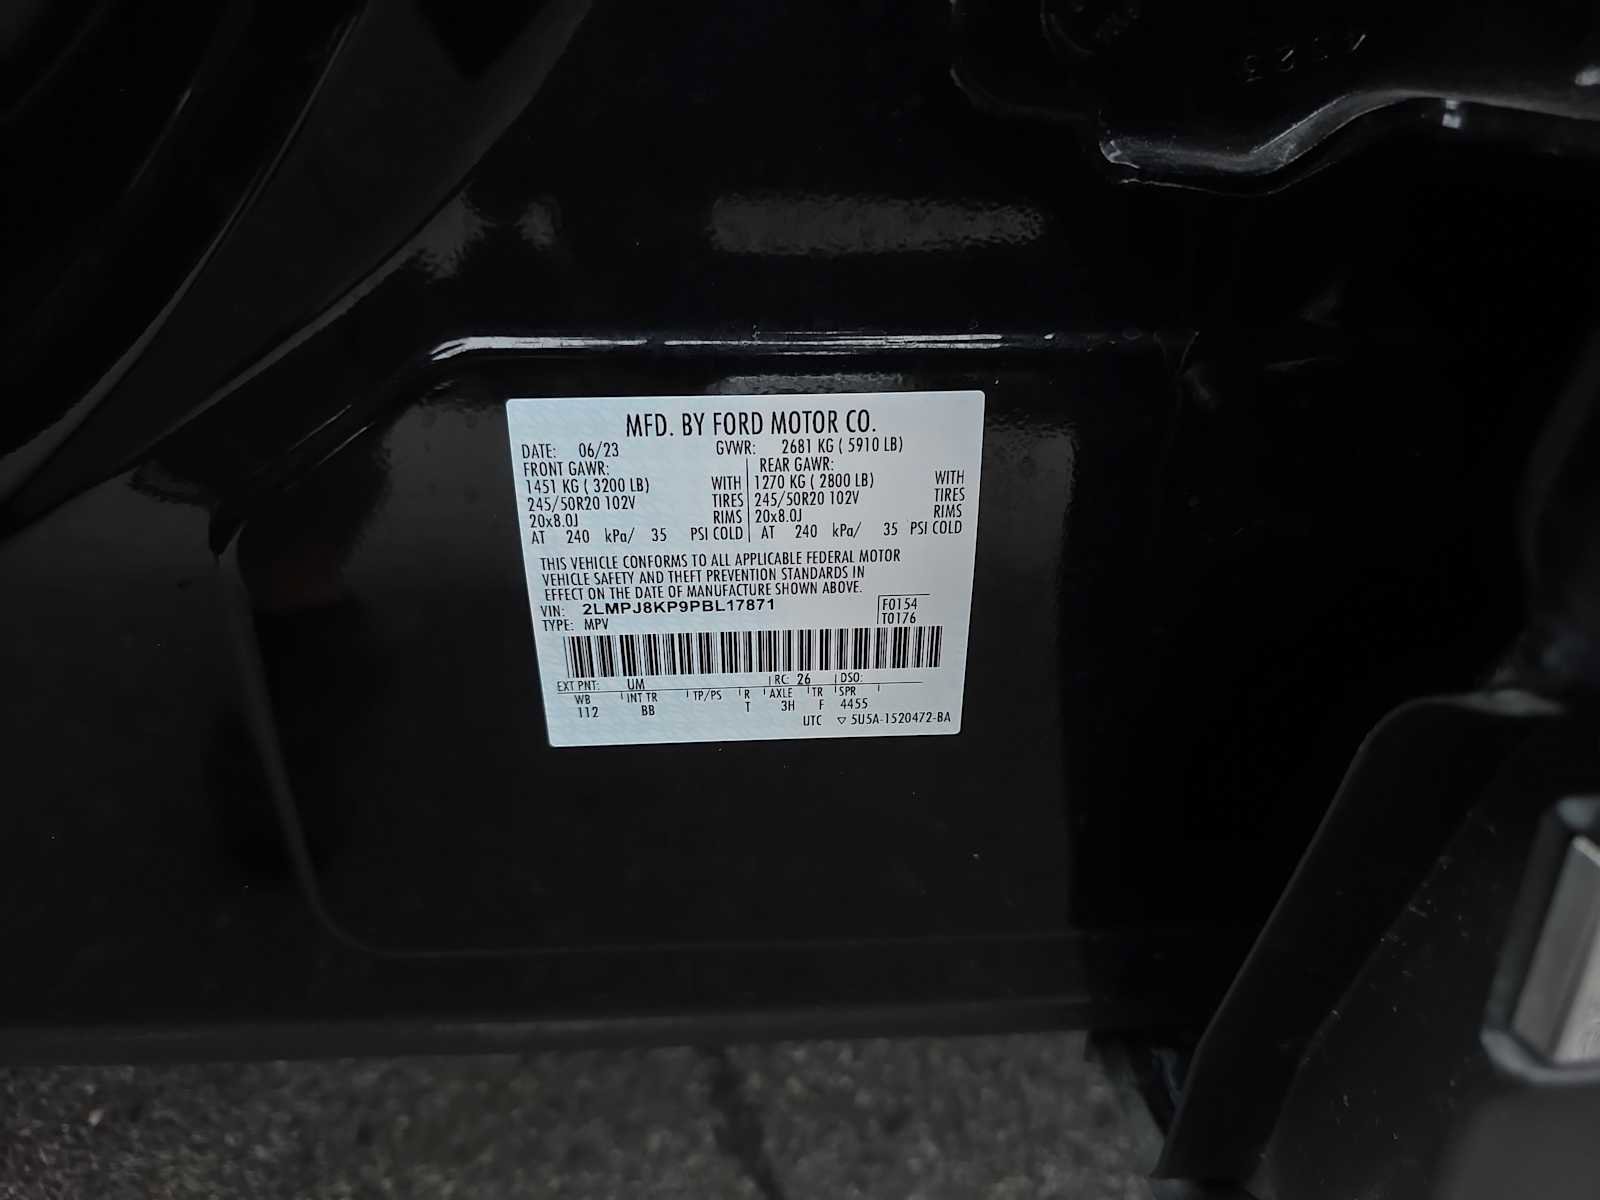 4523
MFD. BY FORD MOTOR CO.
DATE: 06/23 GVWR: 2681 KG ( 5910 LB)
FRONT GAWR: REAR GAWR:
1451 KG ( 3200 LB) WITH 1270 KG ( 2800 LB) WITH
245/50R20 102V TIRES 245/50R20 102V TIRES
20x8.0J RIMS 20x8.0J RIMS
AT 240 kPa/ 35 PSI COLD AT 240 kPa/ 35 PSI COLD
THIS VEHICLE CONFORMS TO ALL APPLICABLE FEDERAL MOTOR
VEHICLE SAFETY AND THEFT PREVENTION STANDARDS IN
EFFECT ON THE DATE OF MANUFACTURE SHOWN ABOVE.
VIN: 2LMPJ8KP9PBL17871 F0154
TYPE: MPV T0176
EXT PNT: UM RC: 26 DSO:
WB INT TR TP/PS R AXLE TR SPR
112 BB T 3H F 4455
UTC ▽ 5U5A-1520472-BA